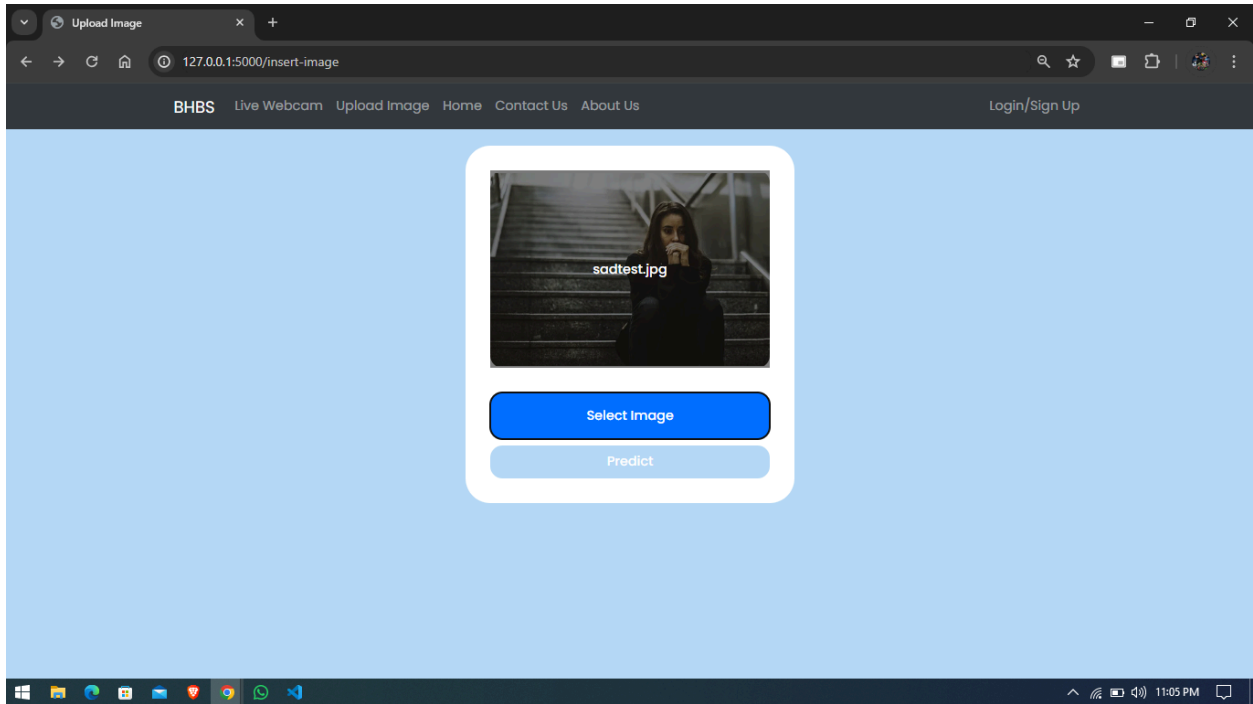 Upload Image
127.0.0.1:5000/insert-image
BHBS Live Webcam Upload Image Home Contact Us About Us Login/Sign Up
sadtest.jpg
Select Image
Predict
11:05 PM